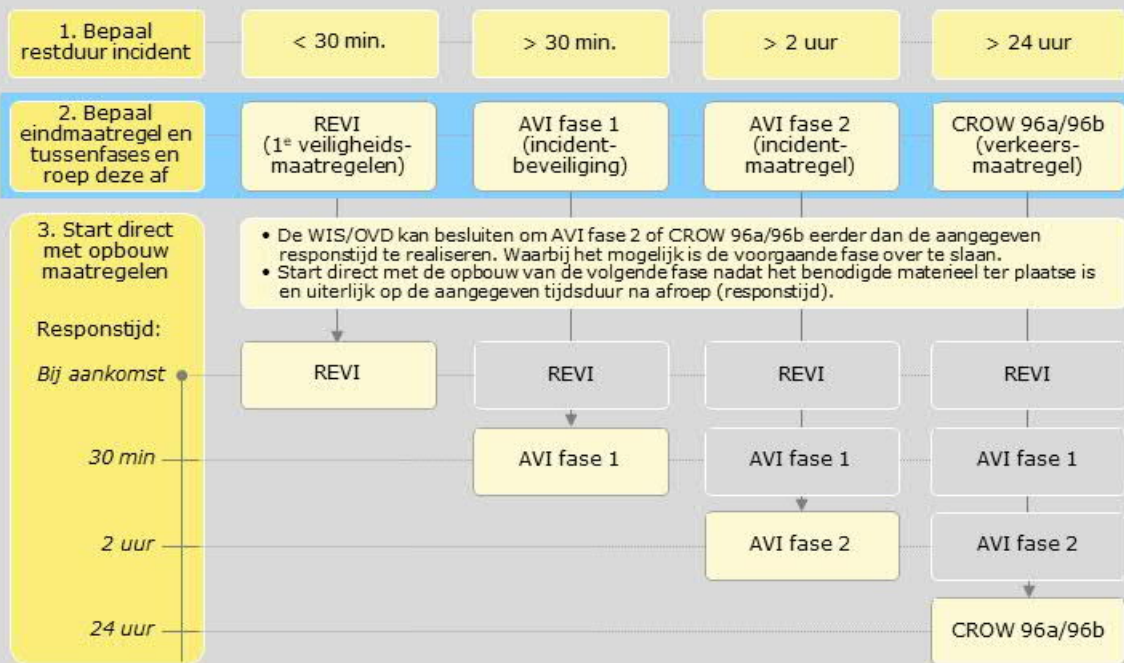 1. Bepaal
restduur incident
< 30 min.
> 30 min.
> 2 uur
> 24 uur
2. Bepaal
eindmaatregel en
tussenfases en
roep deze af
REVI
(1e veiligheids-
maatregelen)
AVI fase 1
(incident-
beveiliging)
AVI fase 2
(incident-
maatregel)
CROW 96a/96b
(verkeers-
maatregel)
3. Start direct
met opbouw
maatregelen
• De WIS/OVD kan besluiten om AVI fase 2 of CROW 96a/96b eerder dan de aangegeven
responstijd te realiseren. Waarbij het mogelijk is de voorgaande fase over te slaan.
• Start direct met de opbouw van de volgende fase nadat het benodigde materieel ter plaatse is
en uiterlijk op de aangegeven tijdsduur na afroep (responstijd).
Responstijd:
Bij aankomst
REVI
REVI
REVI
REVI
30 min
AVI fase 1
AVI fase 1
AVI fase 1
2 uur
AVI fase 2
AVI fase 2
24 uur
CROW 96a/96b